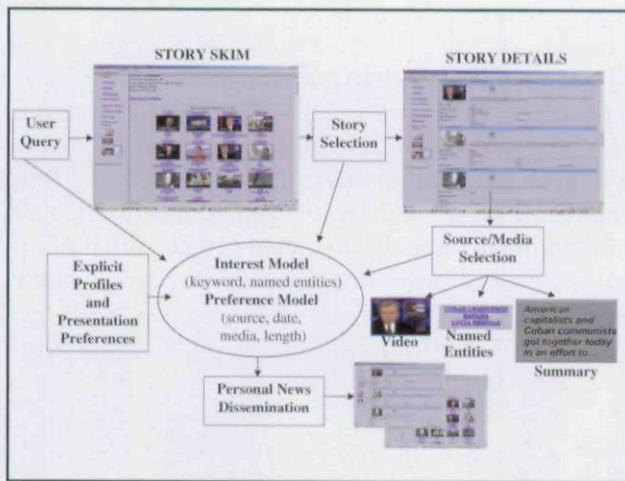 STORY SKIM
STORY DETAILS
User
Query
Story
Selection
Source/Media
Selection
Explicit
Profiles
and
Presentation
Preferences
Interest Model
(keyword, named entities)
Preference Model
(source, date,
media, length)
Video
Named
Entities
American
capitalists and
Cuban communists
got together today
in an effort to ...
Summary
Personal News
Dissemination